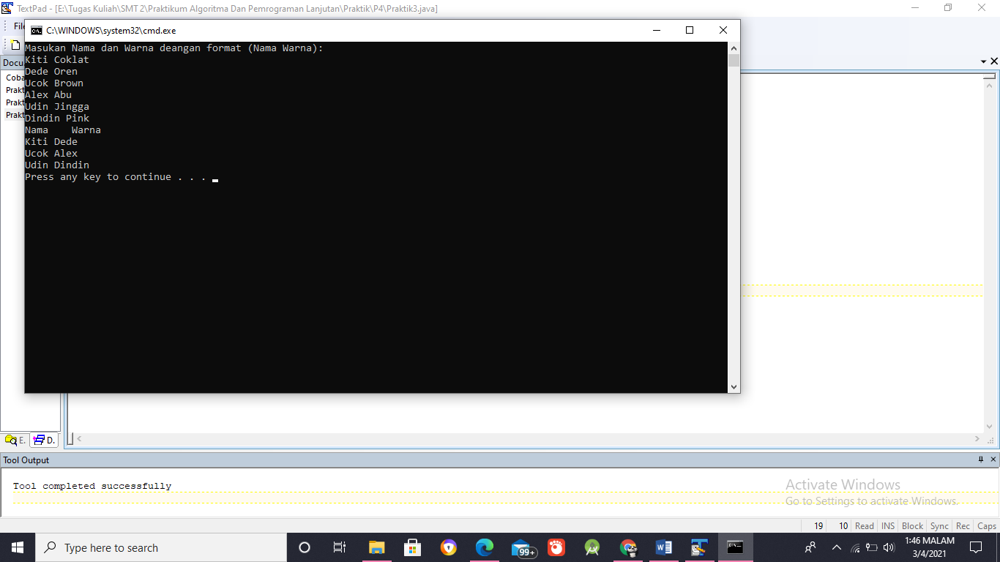 TextPad - [E:\Tugas Kuliah\SMT 2\Praktikum Algoritma Dan Pemrograman Lanjutan\Praktik\P4\Praktik3.java]
File
C:\WINDOWS\system32\cmd.exe
Masukan Nama dan Warna deangan format (Nama Warna):
Kiti Coklat
Dede Oren
Ucok Brown
Alex Abu
Udin Jingga
Dindin Pink
Nama    Warna
Kiti Dede
Ucok Alex
Udin Dindin
Press any key to continue . . .
Docu
Coba
Prakt
Prakt
Prakt
E. D.
Tool Output
Tool completed successfully
Activate Windows
Go to Settings to activate Windows.
19 10 Read INS Block Sync Rec Caps
Type here to search
99+
1:46 MALAM
3/4/2021